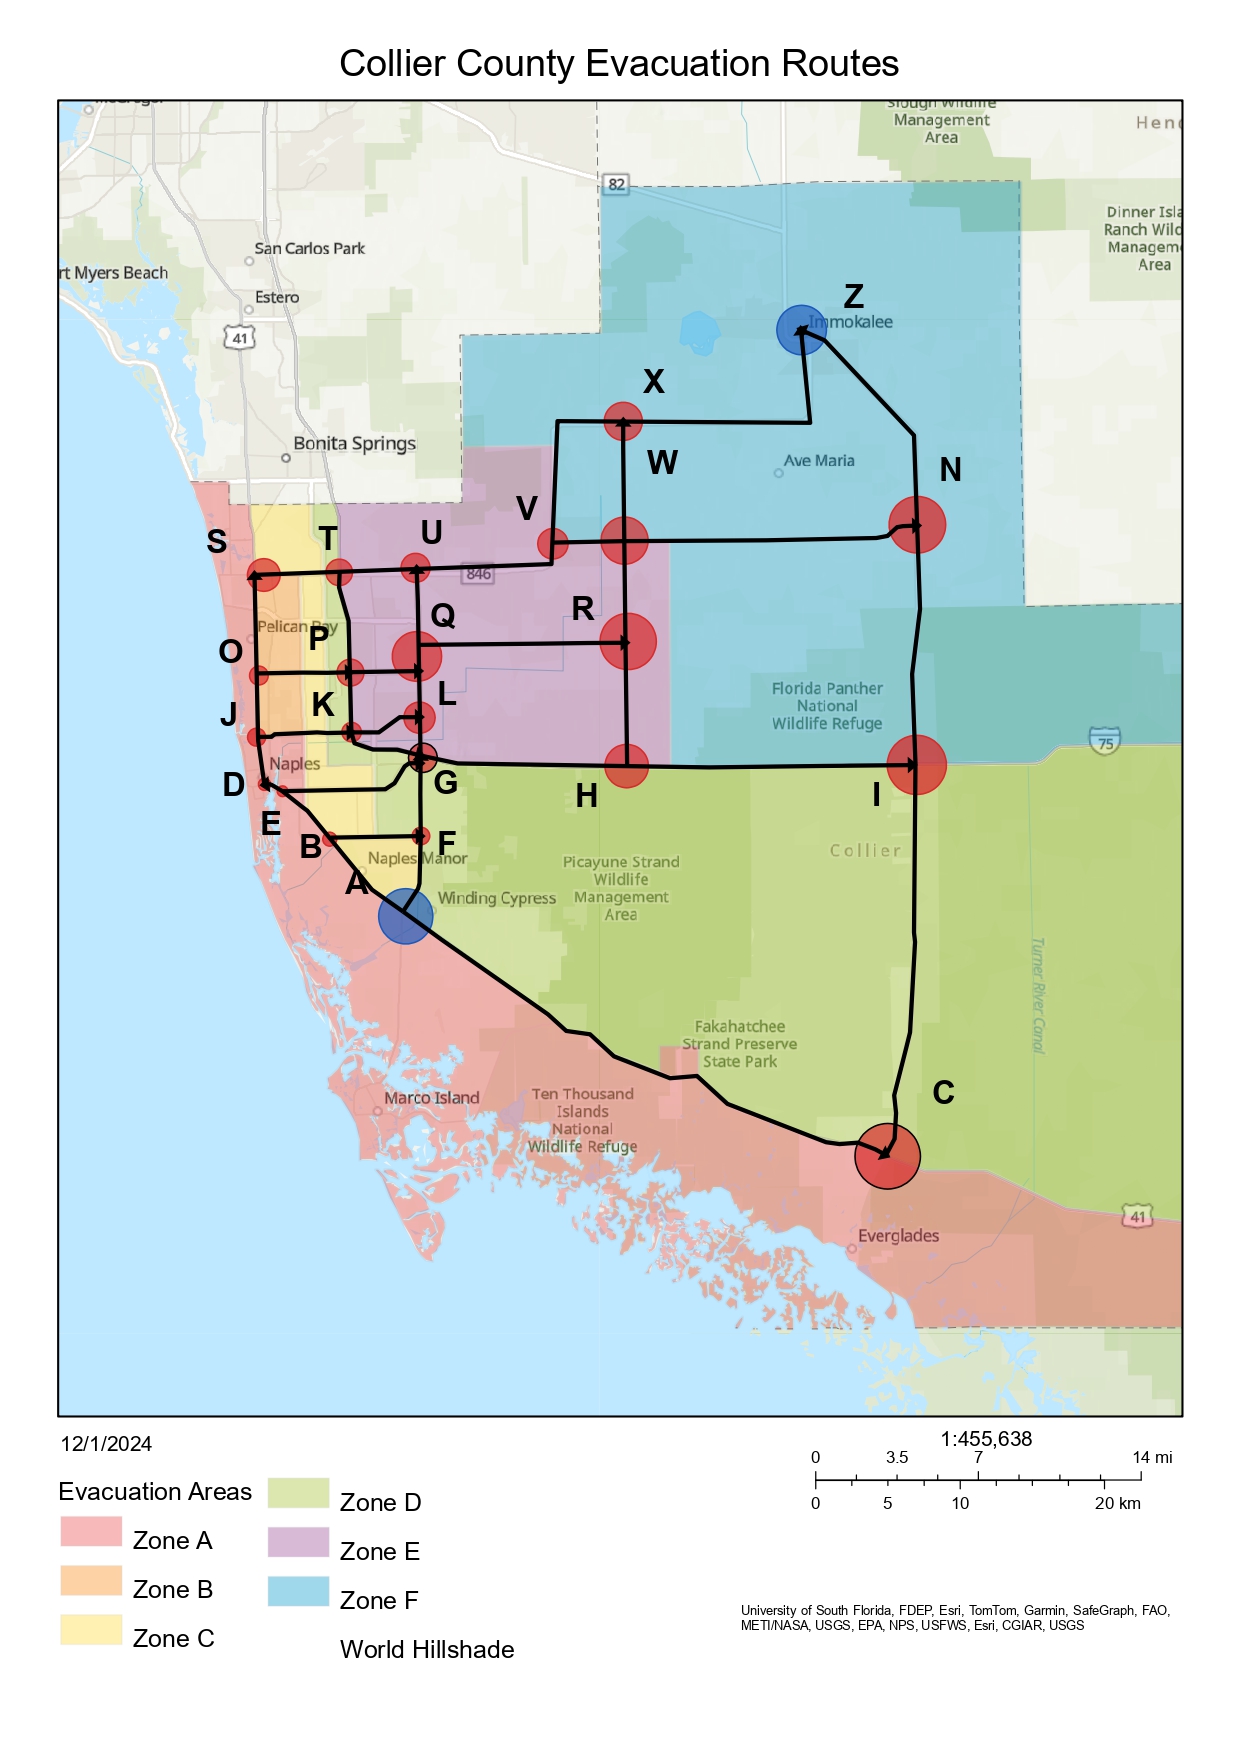 Collier County Evacuation Routes
Slough Wildlife
Management
Area
82
Dinner Isla
Ranch Wild
Managem
Area
San Carlos Park
rt Myers Beach
Estero
41
Z
Immokalee
X
Bonita Springs
W
Ave Maria
N
V
S
T
U
846
Q
R
Pelican Bay
P
O
L
K
J
Florida Panther
National
Wildlife Refuge
75
Naples
D
G
H
I
E
B
F
Naples Manor
A
Collier
Picayune Strand
Wildlife
Management
Area
Winding Cypress
Turner River Canal
Fakahatchee
Strand Preserve
State Park
C
Marco Island
Ten Thousand
Islands
National
Wildlife Refuge
41
Everglades
12/1/2024
1:455,638
0 3.5 7 14 mi
0 5 10 20 km
Evacuation Areas
Zone A
Zone B
Zone C
Zone D
Zone E
Zone F
World Hillshade
University of South Florida, FDEP, Esri, TomTom, Garmin, SafeGraph, FAO,
METI/NASA, USGS, EPA, NPS, USFWS, Esri, CGIAR, USGS